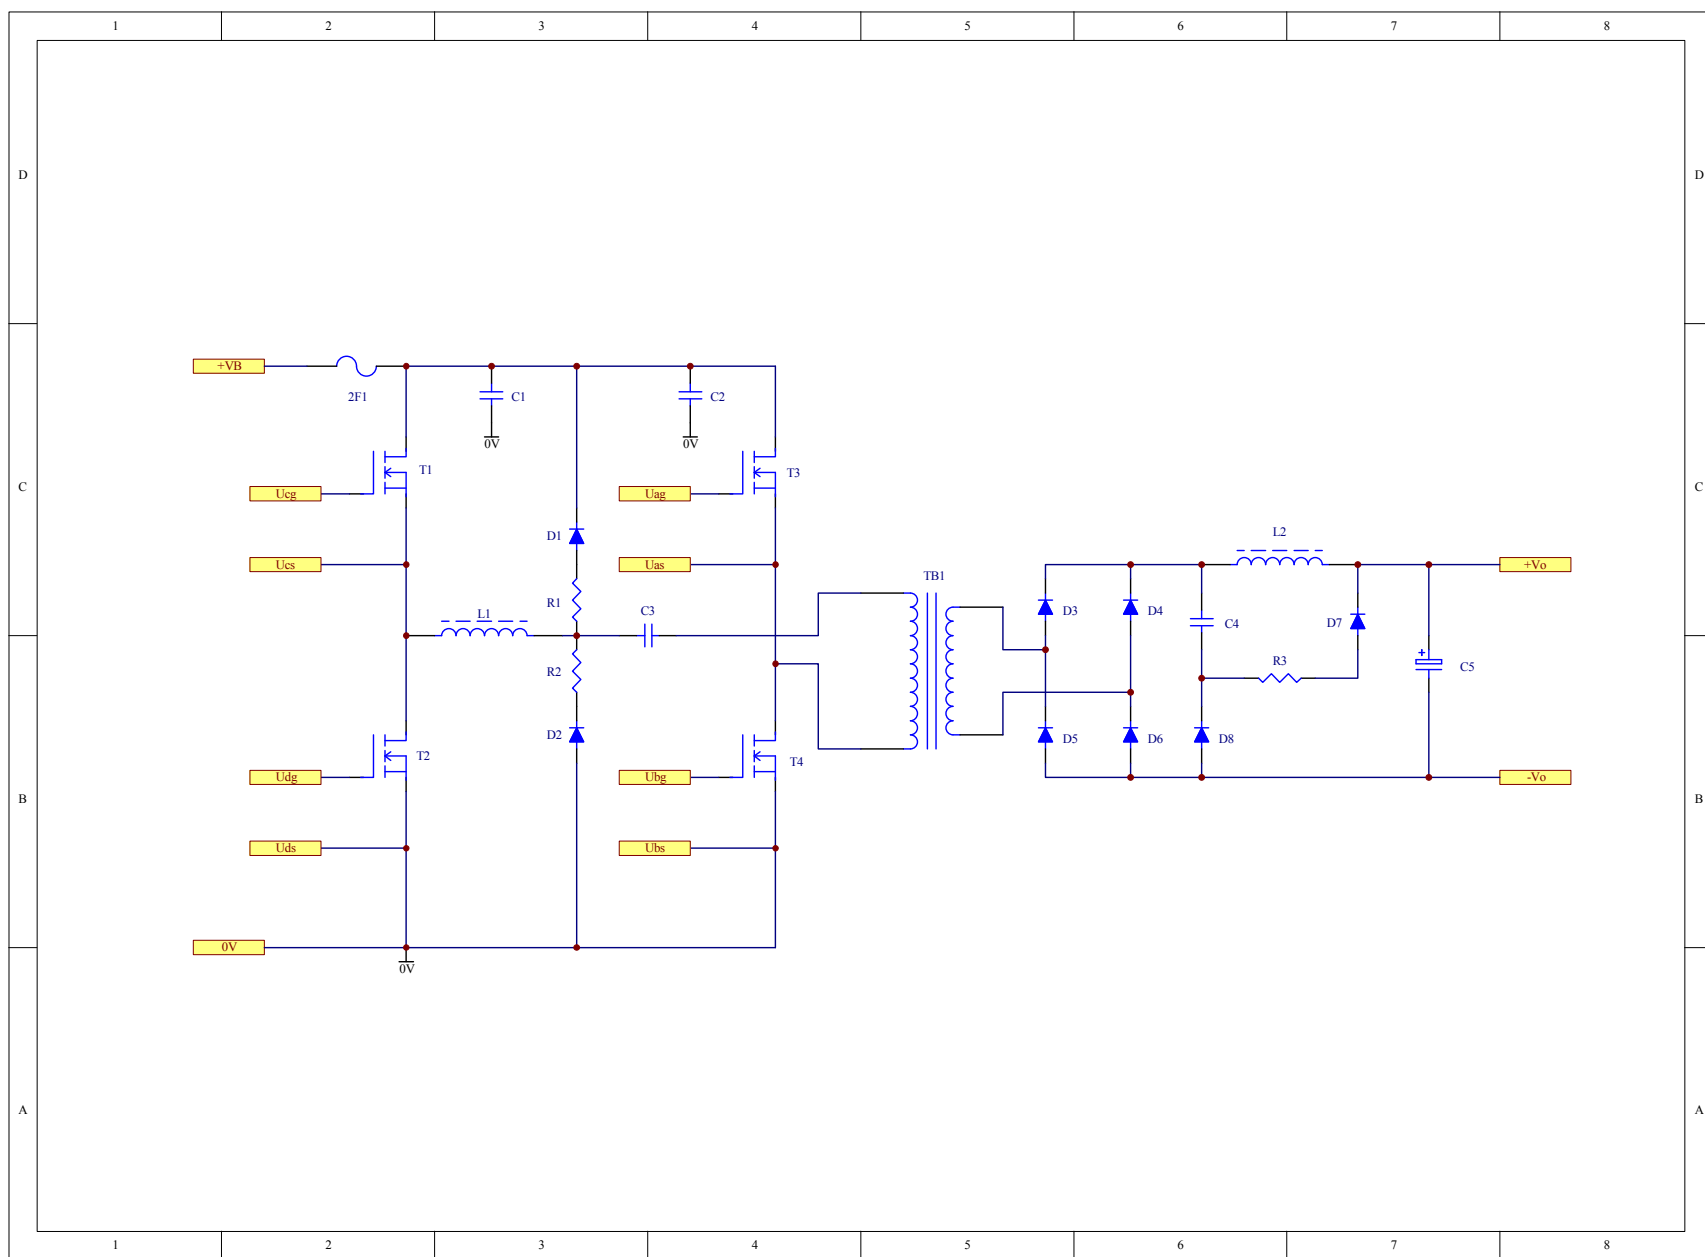 1 2 3 4 5 6 7 8
D D
+VB
2F1 C1 C2
0V 0V
T1 T3
C C
Ucg Uag
D1 L2
Ucs Uas +Vo
TB1
R1 D3 D4
L1 C3 C4 D7
R2 R3 C5
+
D2 D5 D6 D8
T2 T4
Udg Ubg -Vo
B B
Uds Ubs
0V
0V
A A
1 2 3 4 5 6 7 8